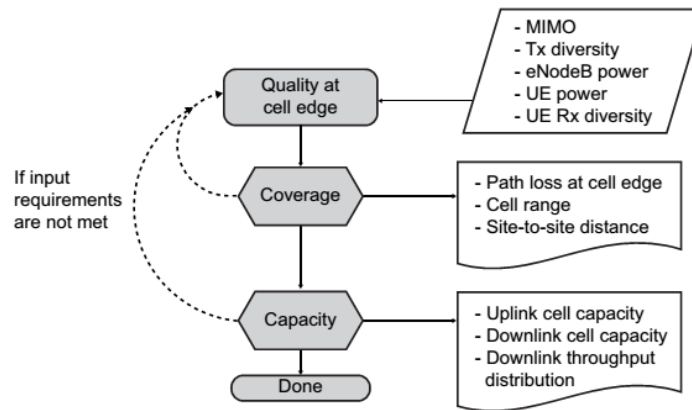 - MIMO
- Tx diversity
- eNodeB power
- UE power
- UE Rx diversity
Quality at
cell edge
If input
requirements
are not met
Coverage
- Path loss at cell edge
- Cell range
- Site-to-site distance
Capacity
- Uplink cell capacity
- Downlink cell capacity
- Downlink throughput
distribution
Done